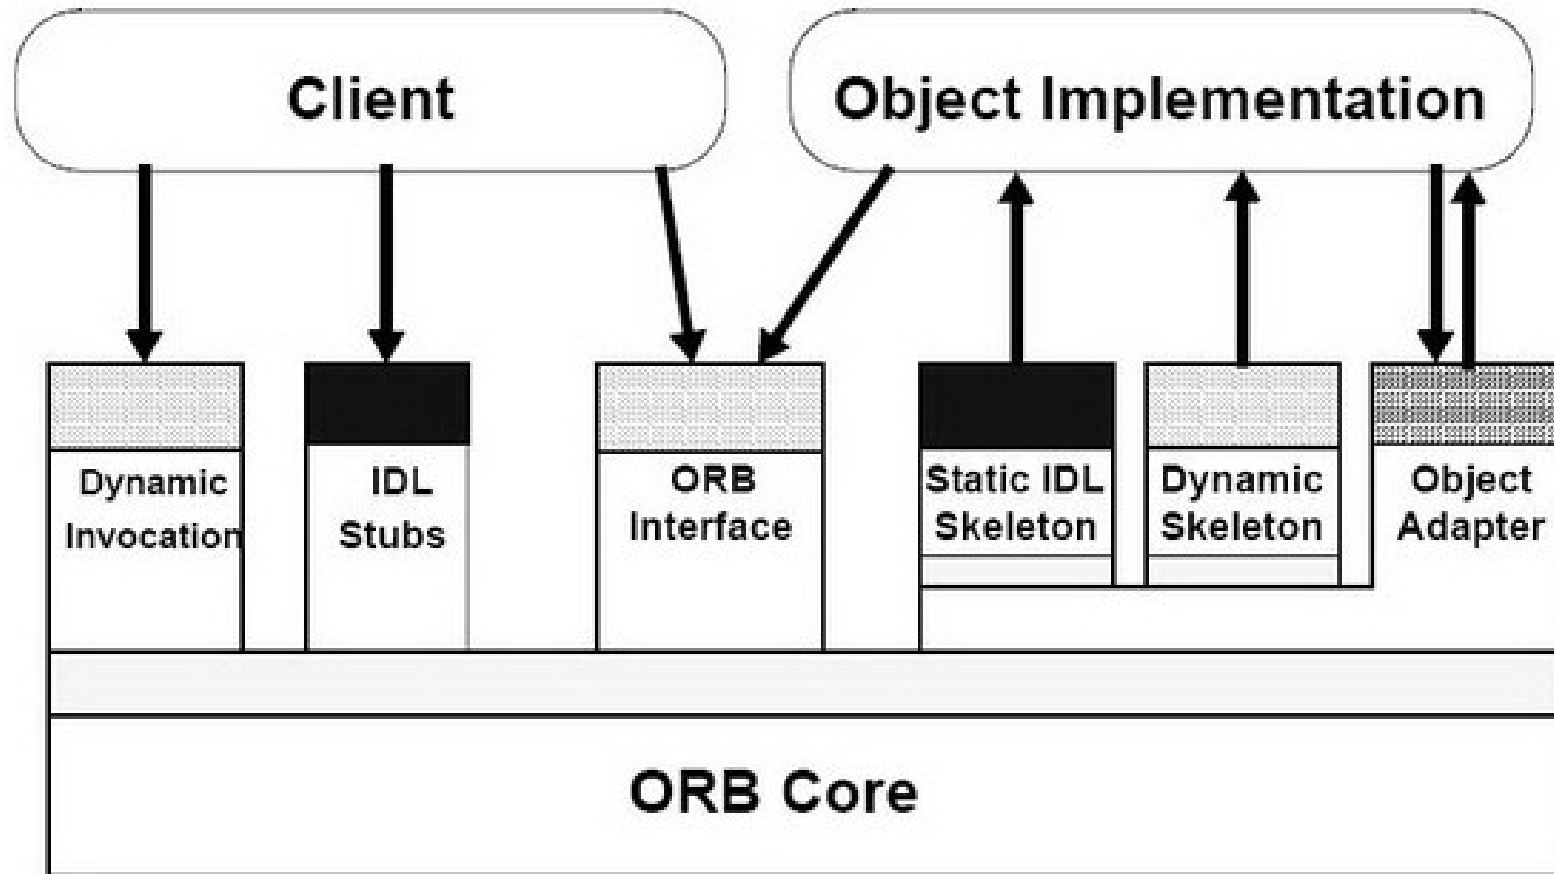 Client
Object Implementation
Dynamic
Invocation
IDL
Stubs
ORB
Interface
Static IDL
Skeleton
Dynamic
Skeleton
Object
Adapter
ORB Core